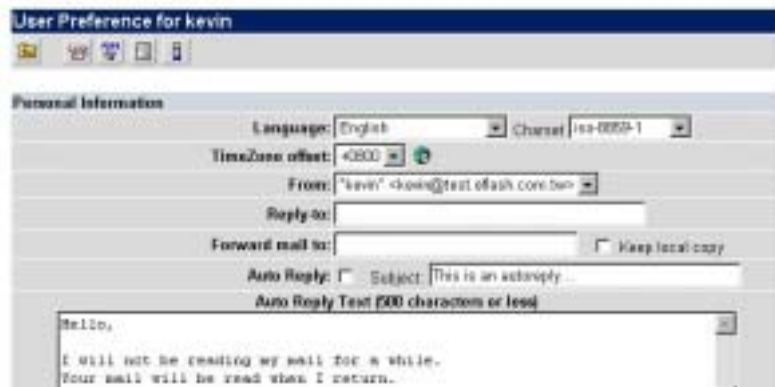 User Preference for kevin
Personal Information
Language: English Charset iso-8859-1
TimeZone offset: +0800
From: "kevin" <kevin@test.oflash.com.tw>
Reply-to:
Forward mail to: Keep local copy
Auto Reply: Subject: This is an autoreply...
Auto Reply Text (500 characters or less)
Hello,
I will not be reading my mail for a while.
Your mail will be read when I return.